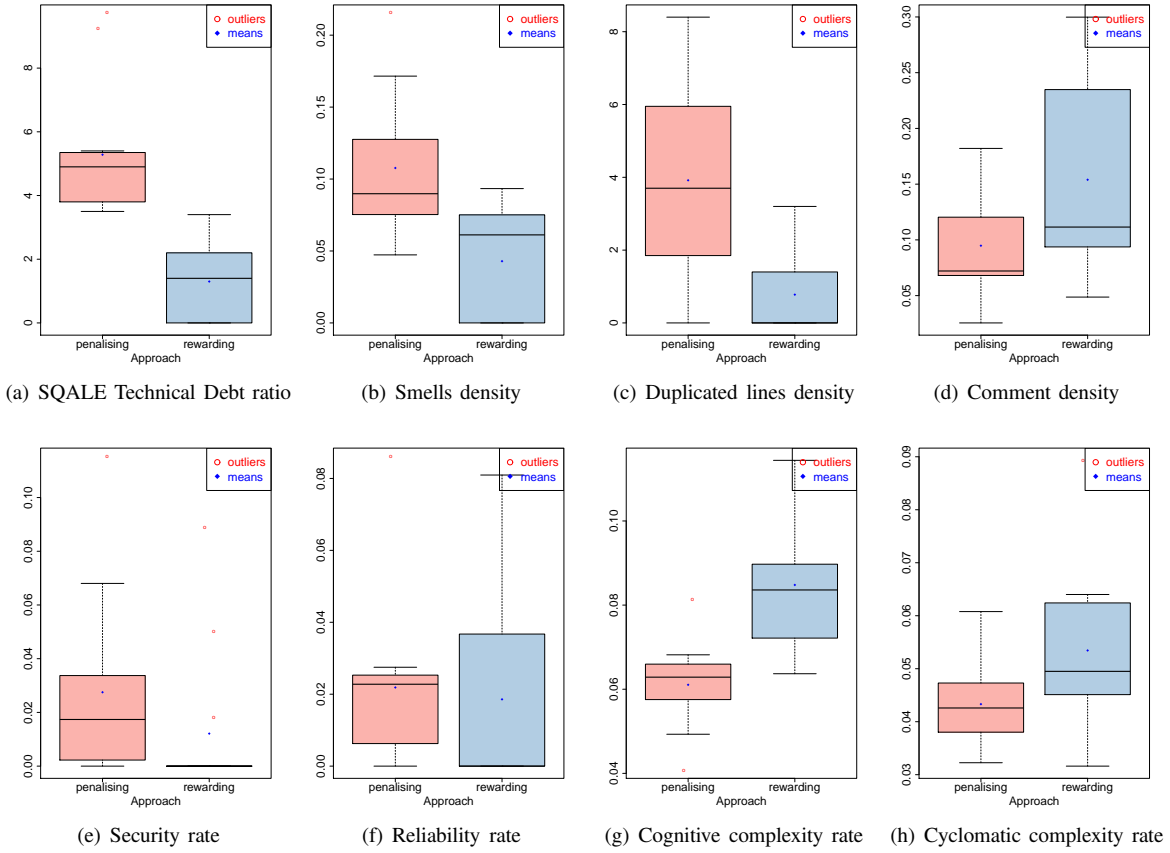 outliers
means
0 2 4 6 8
penalising rewarding
Approach
(a) SQALE Technical Debt ratio
outliers
means
0.00 0.05 0.10 0.15 0.20
penalising rewarding
Approach
(b) Smells density
outliers
means
0 2 4 6 8
penalising rewarding
Approach
(c) Duplicated lines density
outliers
means
0.05 0.10 0.15 0.20 0.25 0.30
penalising rewarding
Approach
(d) Comment density
outliers
means
0.00 0.02 0.04 0.06 0.08 0.10
penalising rewarding
Approach
(e) Security rate
outliers
means
0.00 0.02 0.04 0.06 0.08
penalising rewarding
Approach
(f) Reliability rate
outliers
means
0.04 0.06 0.08 0.10
penalising rewarding
Approach
(g) Cognitive complexity rate
outliers
means
0.03 0.04 0.05 0.06 0.07 0.08 0.09
penalising rewarding
Approach
(h) Cyclomatic complexity rate